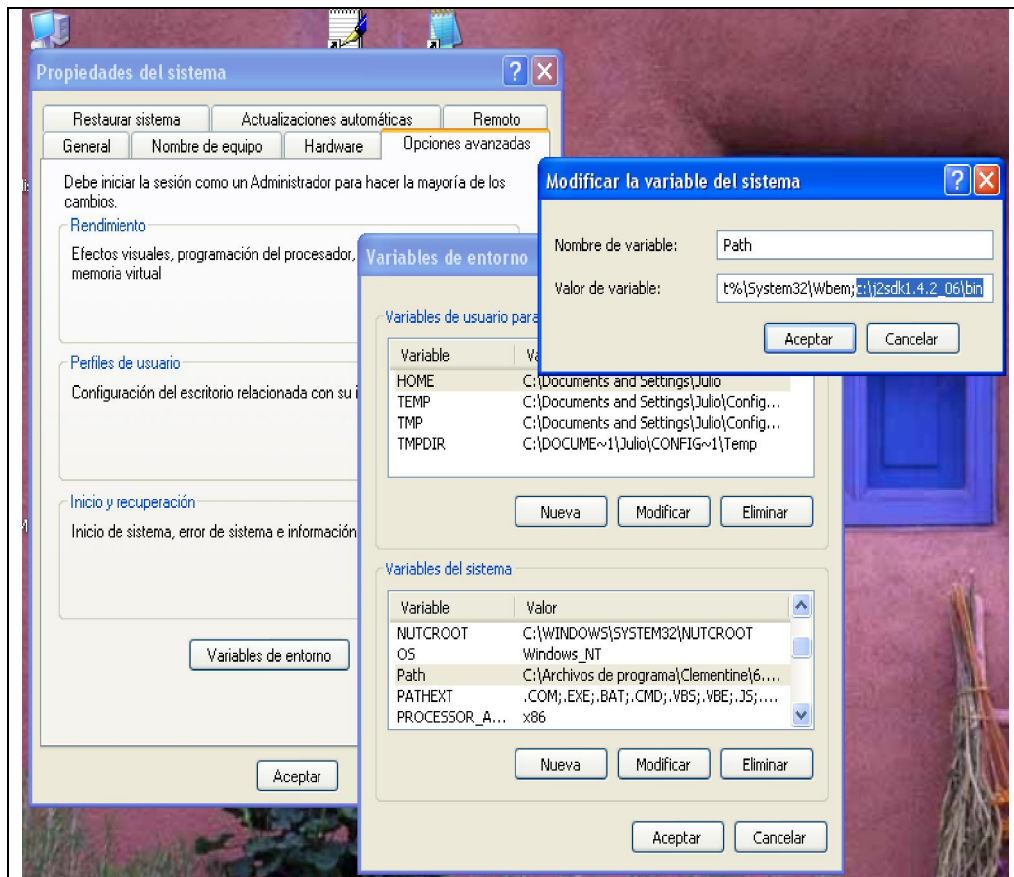 Propiedades del sistema
Restaurar sistema
Actualizaciones automáticas
Remoto
General
Nombre de equipo
Hardware
Opciones avanzadas
Debe iniciar la sesión como un Administrador para hacer la mayoría de los
cambios.
Rendimiento
Efectos visuales, programación del procesador,
memoria virtual
Perfiles de usuario
Configuración del escritorio relacionada con su i
Inicio y recuperación
Inicio de sistema, error de sistema e información
Variables de entorno
Aceptar
Modificar la variable del sistema
Nombre de variable:
Path
Valor de variable:
t%\System32\Wbem;c:\j2sdk1.4.2_06\bin
Aceptar
Cancelar
Variables de entorno
Variables de usuario para
Variable
HOME C:\Documents and Settings\Julio
TEMP C:\Documents and Settings\Julio\Config...
TMP C:\Documents and Settings\Julio\Config...
TMPDIR C:\DOCUME~1\Julio\CONFIG~1\Temp
Nueva
Modificar
Eliminar
Variables del sistema
Variable Valor
NUTCROOT C:\WINDOWS\SYSTEM32\NUTCROOT
OS Windows_NT
Path C:\Archivos de programa\Clementine\6....
PATHEXT .COM;.EXE;.BAT;.CMD;.VBS;.VBE;.JS;....
PROCESSOR_A... x86
Nueva
Modificar
Eliminar
Aceptar
Cancelar